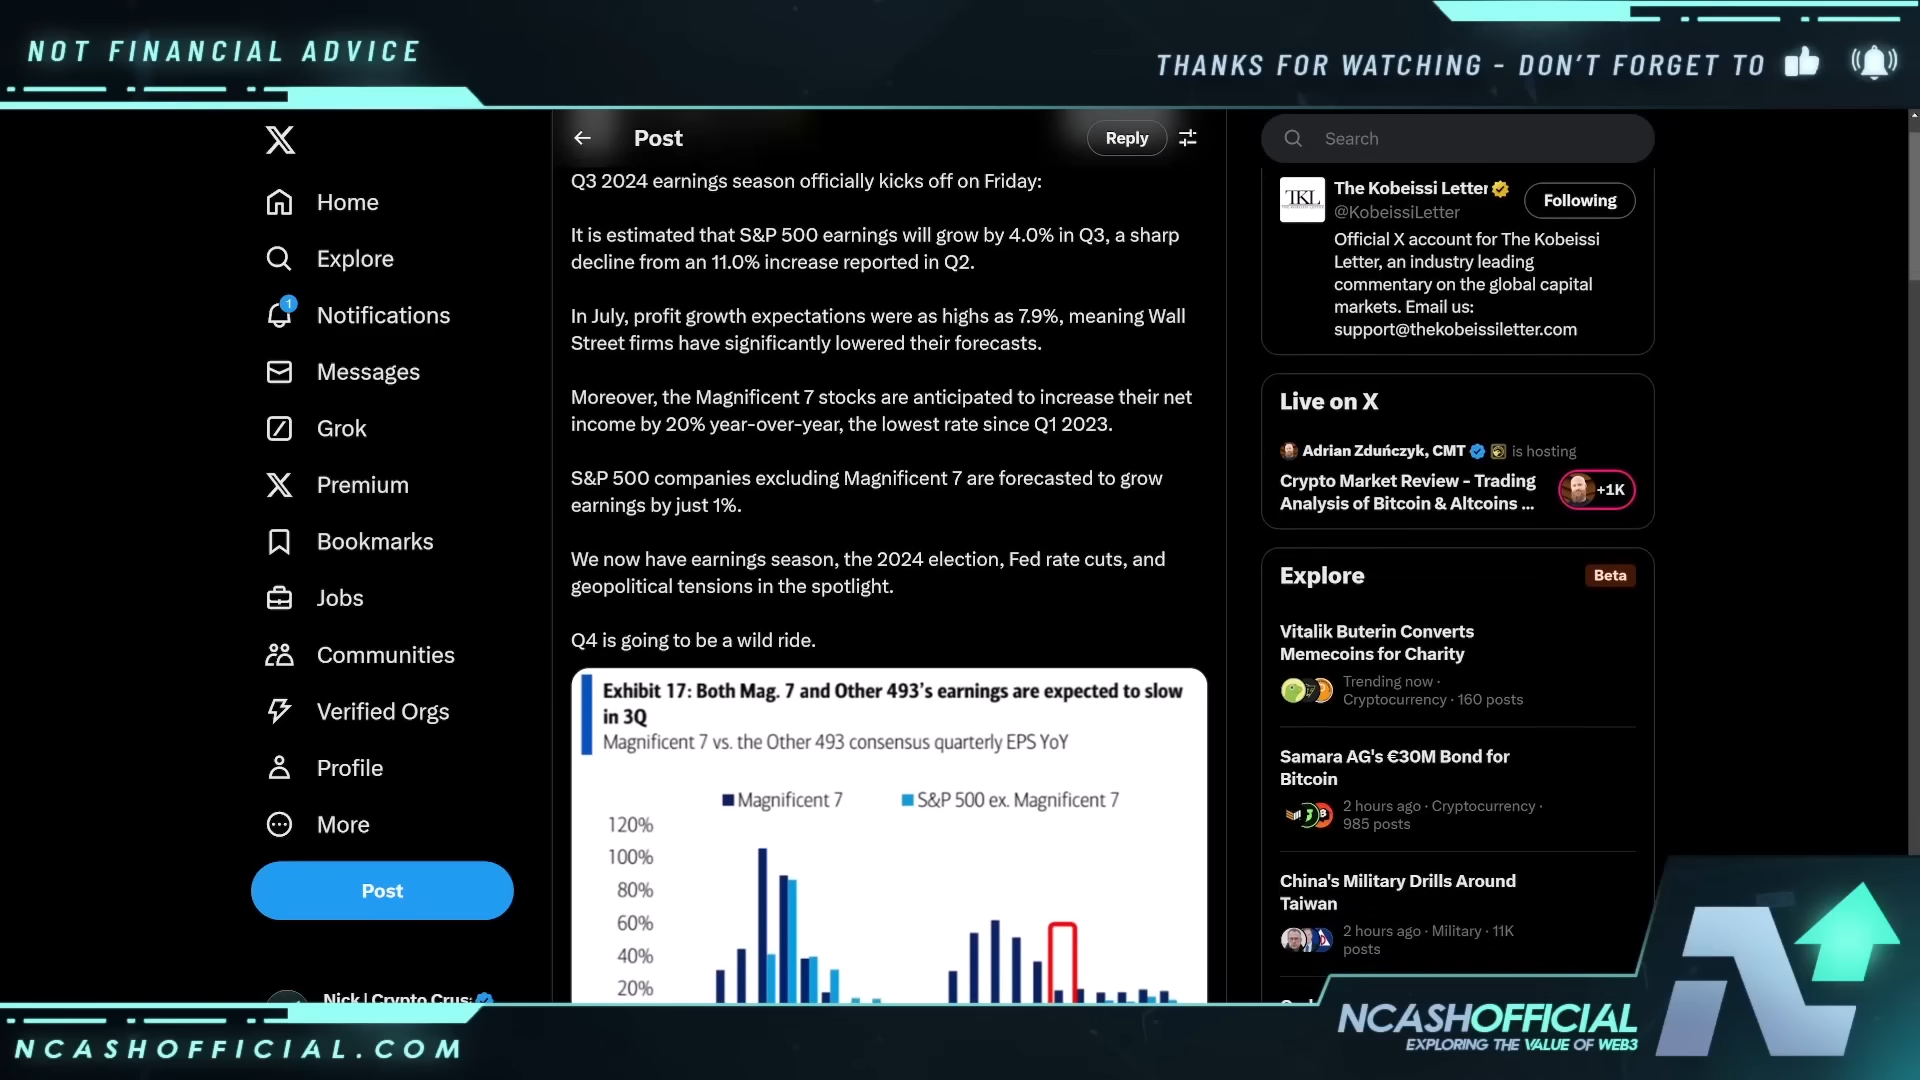 NOT FINANCIAL ADVICE
THANKS FOR WATCHING - DON'T FORGET TO
Home
Explore
1
Notifications
Messages
Grok
Premium
Bookmarks
Jobs
Communities
Verified Orgs
Profile
More
Post
Nick | Crypto Crus
Post
Reply
Q3 2024 earnings season officially kicks off on Friday:
It is estimated that S&P 500 earnings will grow by 4.0% in Q3, a sharp
decline from an 11.0% increase reported in Q2.
In July, profit growth expectations were as highs as 7.9%, meaning Wall
Street firms have significantly lowered their forecasts.
Moreover, the Magnificent 7 stocks are anticipated to increase their net
income by 20% year-over-year, the lowest rate since Q1 2023.
S&P 500 companies excluding Magnificent 7 are forecasted to grow
earnings by just 1%.
We now have earnings season, the 2024 election, Fed rate cuts, and
geopolitical tensions in the spotlight.
Q4 is going to be a wild ride.
Exhibit 17: Both Mag. 7 and Other 493's earnings are expected to slow
in 3Q
Magnificent 7 vs. the Other 493 consensus quarterly EPS YoY
Magnificent 7
S&P 500 ex. Magnificent 7
120%
100%
80%
60%
40%
20%
Search
TKL
The Kobeissi Letter
@KobeissiLetter
Following
Official X account for The Kobeissi
Letter, an industry leading
commentary on the global capital
markets. Email us:
support@thekobeissiletter.com
Live on X
Adrian Zduńczyk, CMT is hosting
Crypto Market Review - Trading
Analysis of Bitcoin & Altcoins ...
+1K
Explore
Beta
Vitalik Buterin Converts
Memecoins for Charity
Trending now ·
Cryptocurrency · 160 posts
Samara AG's €30M Bond for
Bitcoin
2 hours ago · Cryptocurrency ·
985 posts
China's Military Drills Around
Taiwan
2 hours ago · Military · 11K
posts
NCASHOFFICIAL.COM
NCASHOFFICIAL
EXPLORING THE VALUE OF WEB3